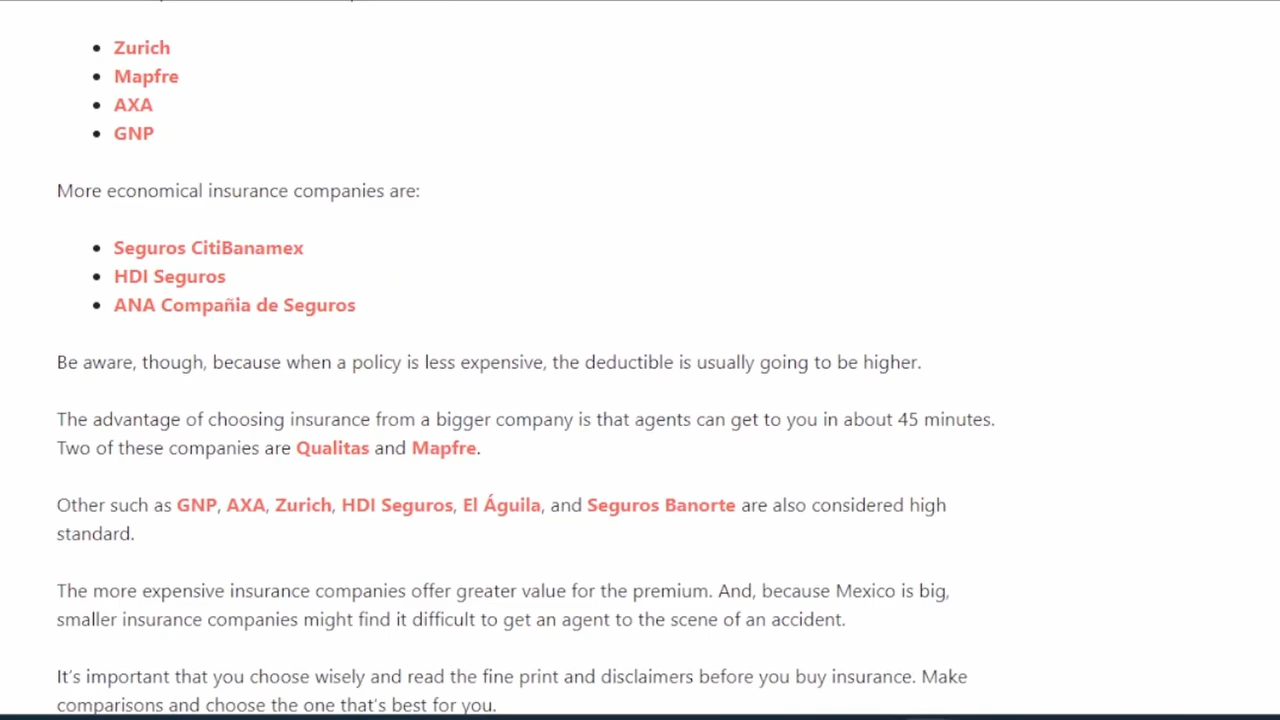 Zurich
Mapfre
AXA
GNP
More economical insurance companies are:
Seguros CitiBanamex
HDI Seguros
ANA Compañia de Seguros
Be aware, though, because when a policy is less expensive, the deductible is usually going to be higher.
The advantage of choosing insurance from a bigger company is that agents can get to you in about 45 minutes.
Two of these companies are Qualitas and Mapfre.
Other such as GNP, AXA, Zurich, HDI Seguros, El Águila, and Seguros Banorte are also considered high
standard.
The more expensive insurance companies offer greater value for the premium. And, because Mexico is big,
smaller insurance companies might find it difficult to get an agent to the scene of an accident.
It's important that you choose wisely and read the fine print and disclaimers before you buy insurance. Make
comparisons and choose the one that's best for you.